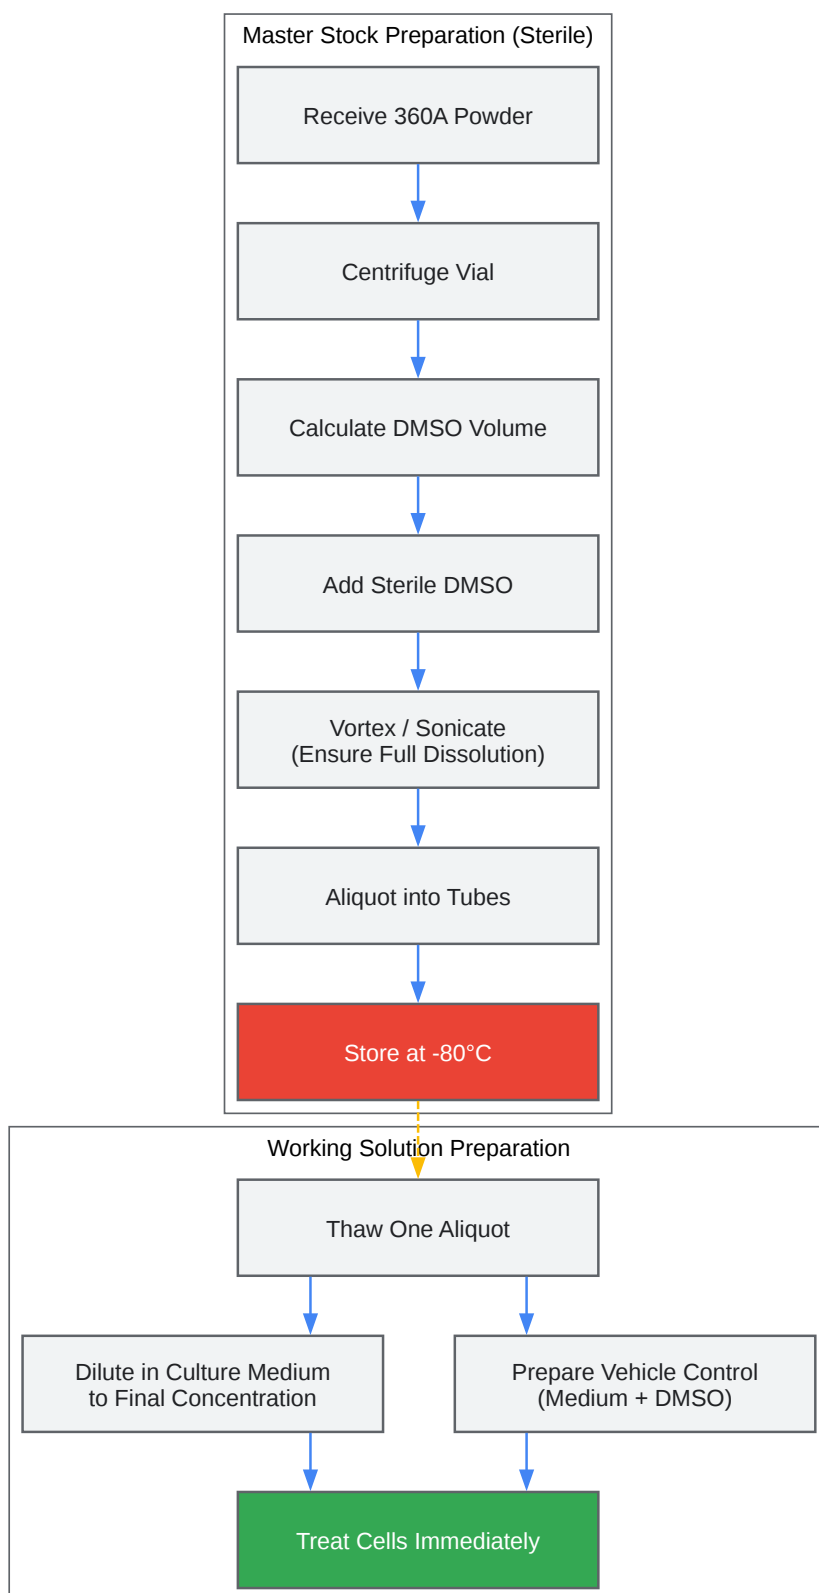 Master Stock Preparation (Sterile)
Receive 360A Powder
Centrifuge Vial
Calculate DMSO Volume
Add Sterile DMSO
Vortex / Sonicate
(Ensure Full Dissolution)
Aliquot into Tubes
Store at -80°C
Working Solution Preparation
Thaw One Aliquot
Dilute in Culture Medium
to Final Concentration
Prepare Vehicle Control
(Medium + DMSO)
Treat Cells Immediately